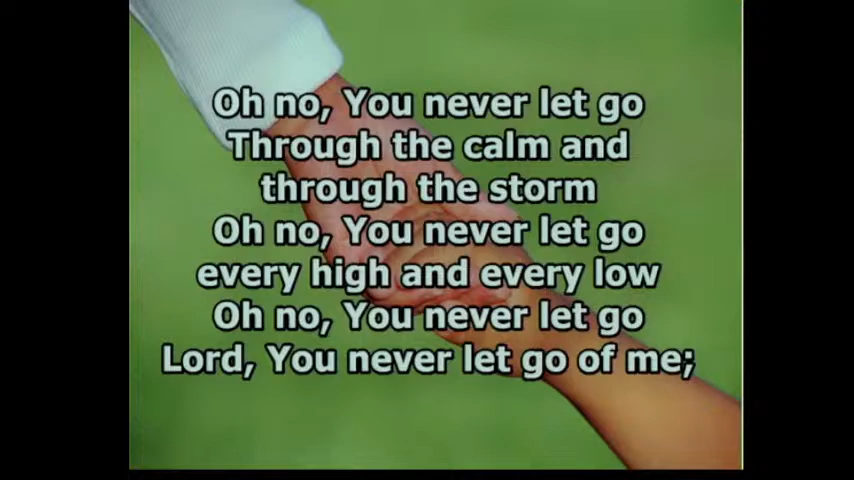 Oh no, You never let go
Through the calm and
through the storm
Oh no, You never let go
every high and every low
Oh no, You never let go
Lord, You never let go of me;